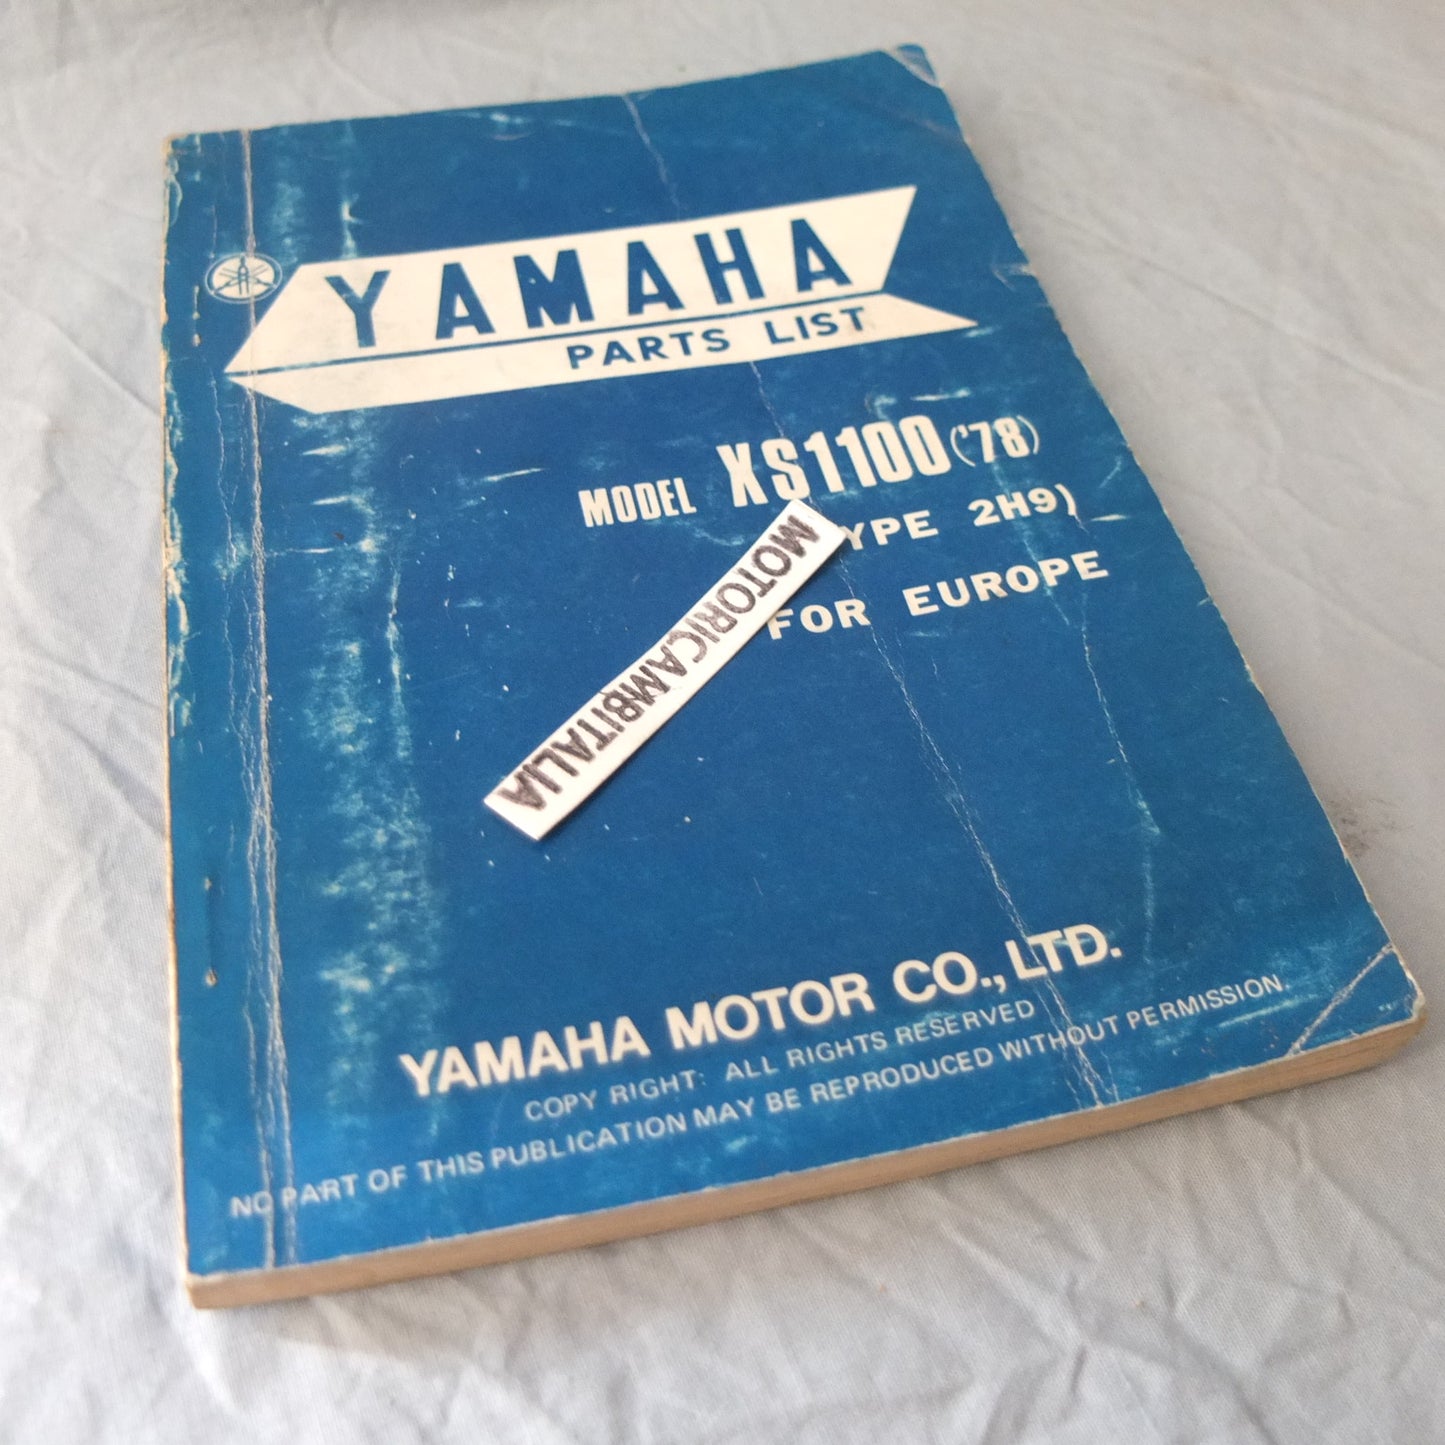 YAMAHA
PARTS LIST
MODEL XS1100 ('78)
YPE 2H9)
FOR EUROPE
MOTORICAMBITALIA
YAMAHA MOTOR CO., LTD.
COPY RIGHT: ALL RIGHTS RESERVED
NO PART OF THIS PUBLICATION MAY BE REPRODUCED WITHOUT PERMISSION.